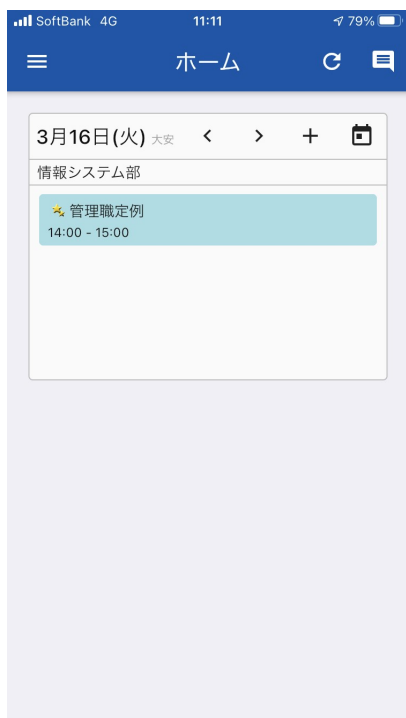 SoftBank 4G 11:11 79%
ホーム
3月16日(火) 大安
情報システム部
管理職定例
14:00 - 15:00